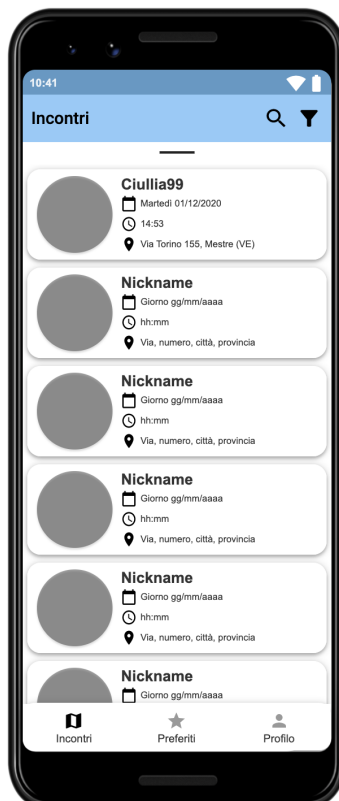 10:41
Incontri
Ciullia99
Martedì 01/12/2020
14:53
Via Torino 155, Mestre (VE)
Nickname
Giorno gg/mm/aaaa
hh:mm
Via, numero, città, provincia
Nickname
Giorno gg/mm/aaaa
hh:mm
Via, numero, città, provincia
Nickname
Giorno gg/mm/aaaa
hh:mm
Via, numero, città, provincia
Nickname
Giorno gg/mm/aaaa
hh:mm
Via, numero, città, provincia
Nickname
Giorno gg/mm/aaaa
Incontri Preferiti Profilo